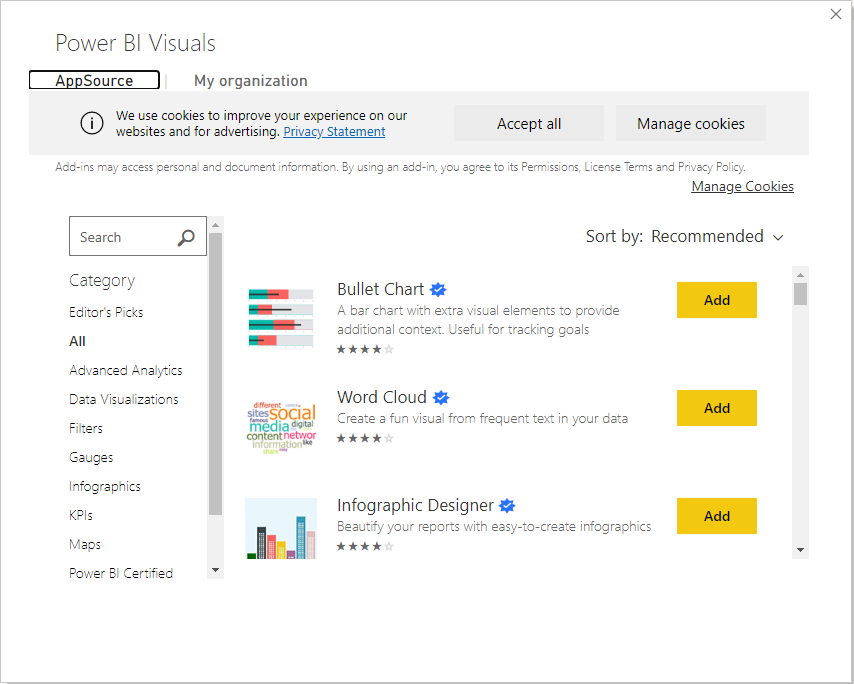 Power BI Visuals
AppSource
My organization
We use cookies to improve your experience on our
websites and for advertising. Privacy Statement
Accept all
Manage cookies
Add-ins may access personal and document information. By using an add-in, you agree to its Permissions, License Terms and Privacy Policy.
Manage Cookies
Search
Sort by: Recommended
Category
Editor's Picks
All
Advanced Analytics
Data Visualizations
Filters
Gauges
Infographics
KPIs
Maps
Power BI Certified
Bullet Chart
A bar chart with extra visual elements to provide
additional context. Useful for tracking goals
Add
Word Cloud
Create a fun visual from frequent text in your data
Add
different
sites social
famous
media digital
content networ
information like
share
Infographic Designer
Beautify your reports with easy-to-create infographics
Add